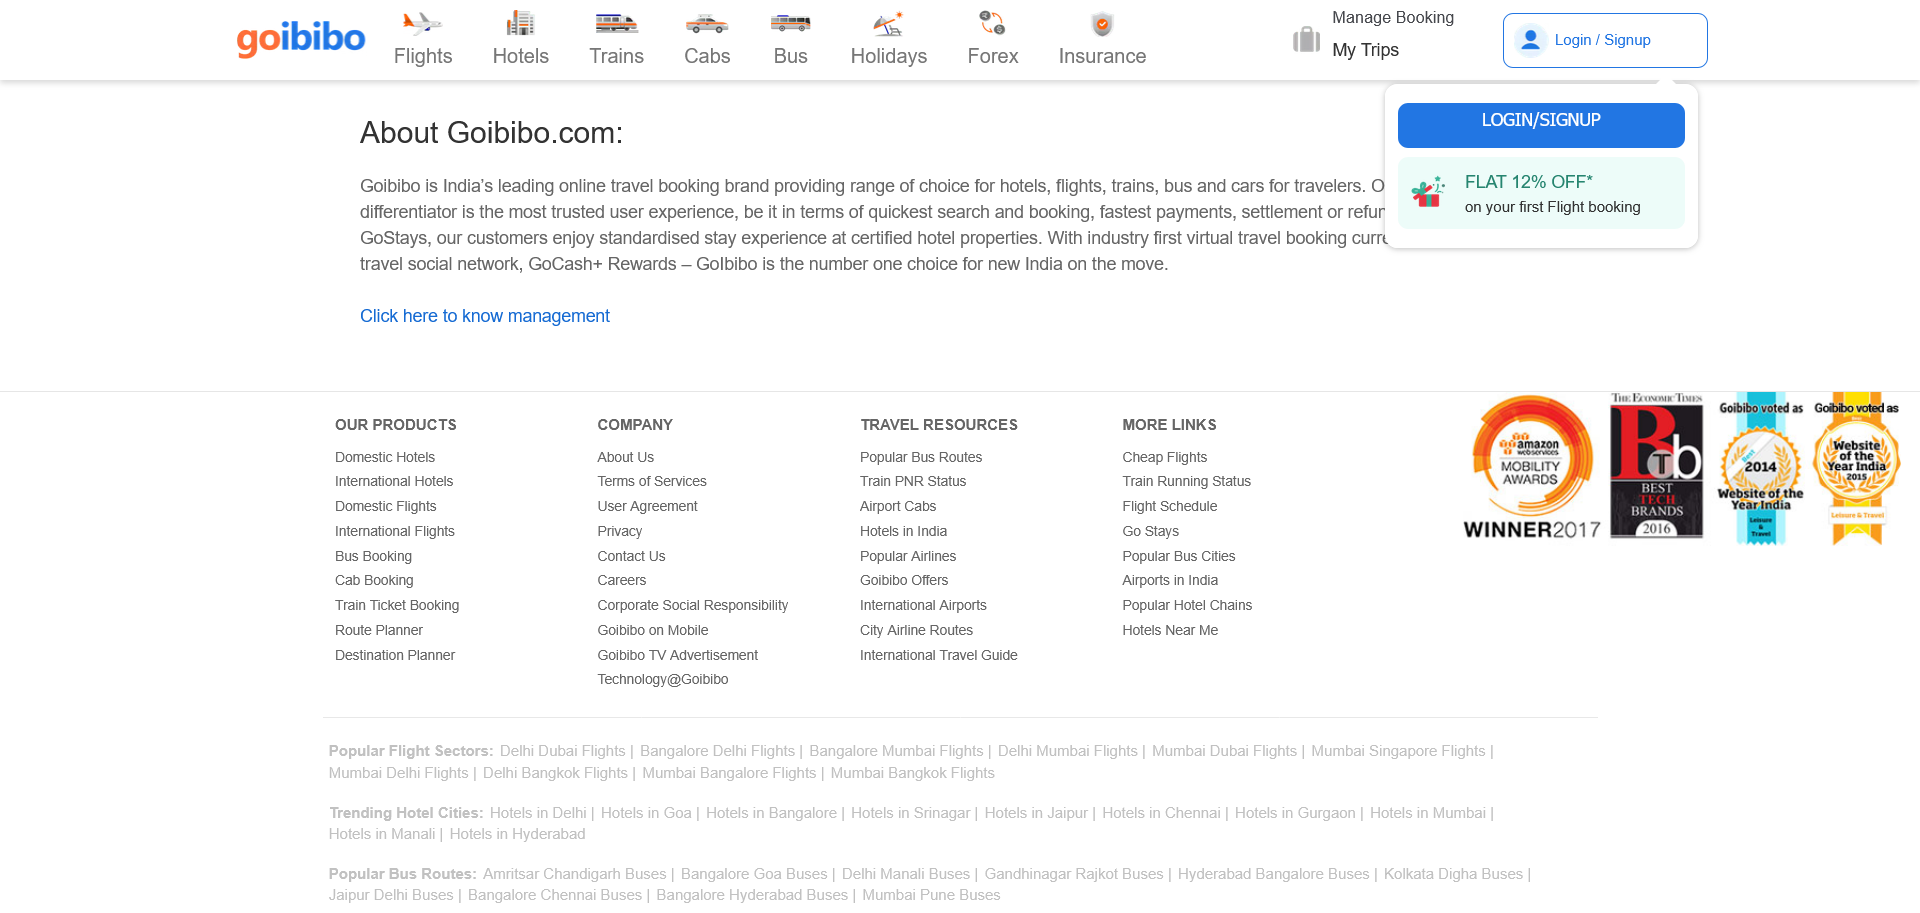 goibibo
Flights
Hotels
Trains
Cabs
Bus
Holidays
Forex
Insurance
Manage Booking
My Trips
Login / Signup
LOGIN/SIGNUP
FLAT 12% OFF*
on your first Flight booking
About Goibibo.com:
Goibibo is India’s leading online travel booking brand providing range of choice for hotels, flights, trains, bus and cars for travelers.
differentiator is the most trusted user experience, be it in terms of quickest search and booking, fastest payments, settlement or
GoStays, our customers enjoy standardised stay experience at certified hotel properties. With industry first virtual travel booking
travel social network, GoCash+ Rewards – GoIbibo is the number one choice for new India on the move.
Click here to know management
OUR PRODUCTS
Domestic Hotels
International Hotels
Domestic Flights
International Flights
Bus Booking
Cab Booking
Train Ticket Booking
Route Planner
Destination Planner
COMPANY
About Us
Terms of Services
User Agreement
Privacy
Contact Us
Careers
Corporate Social Responsibility
Goibibo on Mobile
Goibibo TV Advertisement
Technology@Goibibo
TRAVEL RESOURCES
Popular Bus Routes
Train PNR Status
Airport Cabs
Hotels in India
Popular Airlines
Goibibo Offers
International Airports
City Airline Routes
International Travel Guide
MORE LINKS
Cheap Flights
Train Running Status
Flight Schedule
Go Stays
Popular Bus Cities
Airports in India
Popular Hotel Chains
Hotels Near Me
amazon
web services
MOBILITY
AWARDS
WINNER2017
THE ECONOMIC TIMES
BTb
BEST
TECH
BRANDS
2016
Goibibo voted as
Best
2014
Website of the
Year India
Leisure
&
Travel
Goibibo voted as
Website
of the
Year India
2015
Leisure & Travel
Popular Flight Sectors: Delhi Dubai Flights | Bangalore Delhi Flights | Bangalore Mumbai Flights | Delhi Mumbai Flights | Mumbai Dubai Flights | Mumbai Singapore Flights |
Mumbai Delhi Flights | Delhi Bangkok Flights | Mumbai Bangalore Flights | Mumbai Bangkok Flights
Trending Hotel Cities: Hotels in Delhi | Hotels in Goa | Hotels in Bangalore | Hotels in Srinagar | Hotels in Jaipur | Hotels in Chennai | Hotels in Gurgaon | Hotels in Mumbai |
Hotels in Manali | Hotels in Hyderabad
Popular Bus Routes: Amritsar Chandigarh Buses | Bangalore Goa Buses | Delhi Manali Buses | Gandhinagar Rajkot Buses | Hyderabad Bangalore Buses | Kolkata Digha Buses |
Jaipur Delhi Buses | Bangalore Chennai Buses | Bangalore Hyderabad Buses | Mumbai Pune Buses